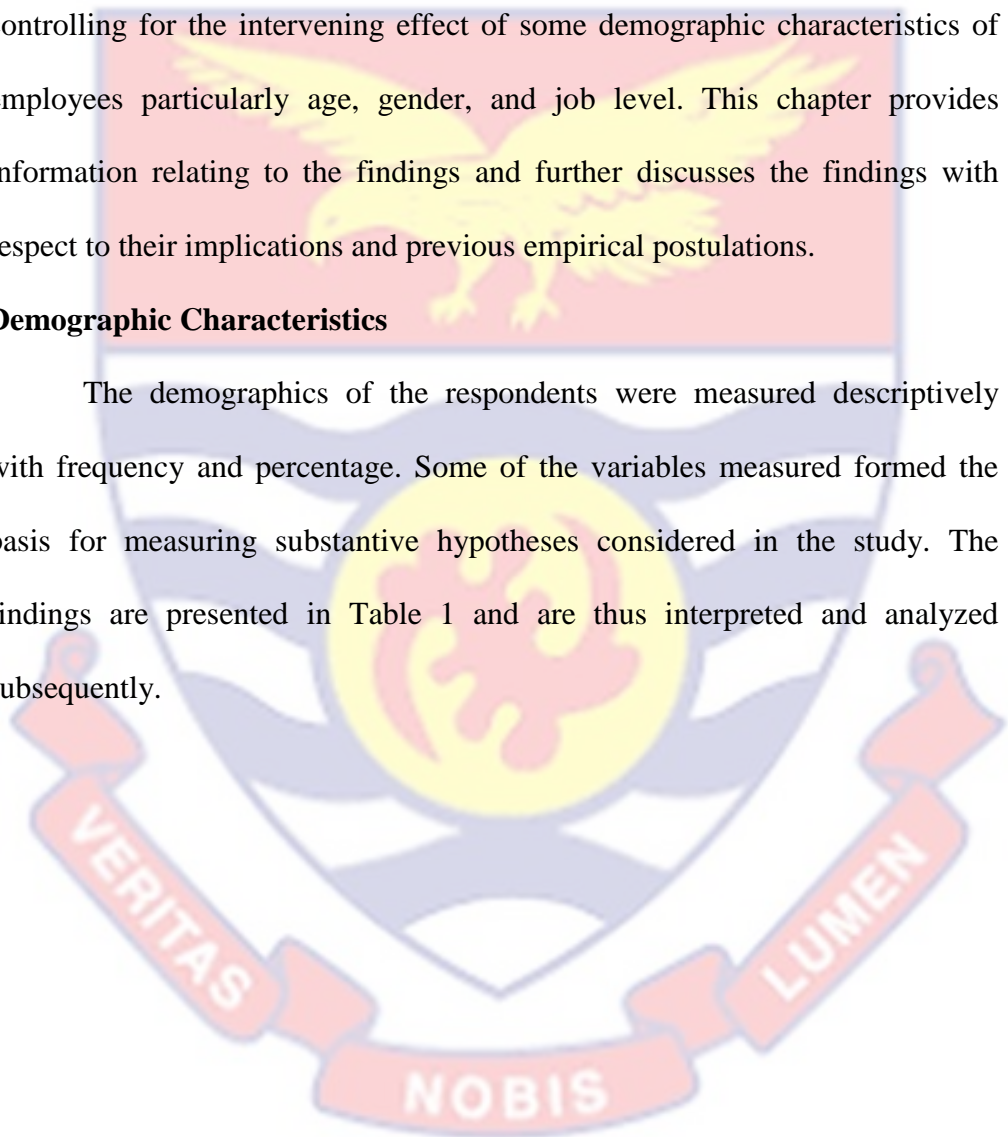 controlling for the intervening effect of some demographic characteristics of
employees particularly age, gender, and job level. This chapter provides
information relating to the findings and further discusses the findings with
respect to their implications and previous empirical postulations.
Demographic Characteristics
The demographics of the respondents were measured descriptively
with frequency and percentage. Some of the variables measured formed the
basis for measuring substantive hypotheses considered in the study. The
findings are presented in Table 1 and are thus interpreted and analyzed
subsequently.
VERITAS
NOBIS
LUMEN